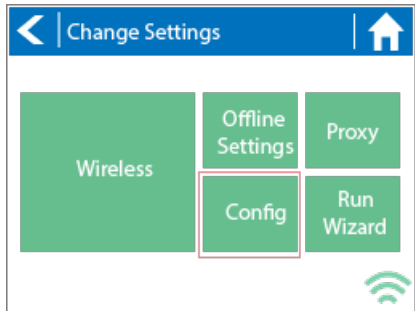 Change Settings
Wireless
Offline
Settings
Proxy
Config
Run
Wizard